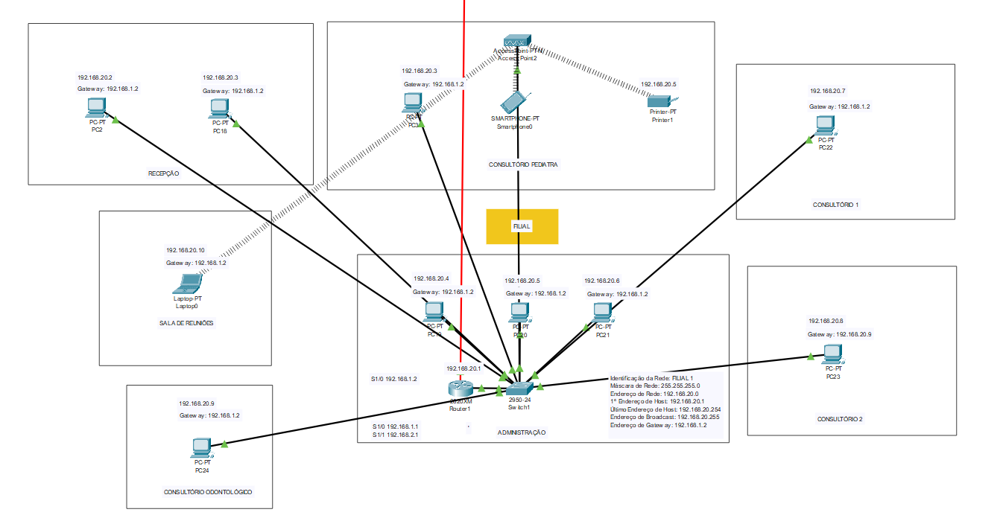 192.168.20.2
Gateway: 192.168.1.2
PC-PT
PC2
192.168.20.3
Gateway: 192.168.1.2
PC-PT
PC18
RECEPÇÃO
AccessPoint-PT-N
Access Point2
192.168.20.3
Gateway: 192.168.1.2
PC-PT
SMARTPHONE-PT
Smartphone0
192.168.20.5
Printer-PT
Printer1
CONSULTÓRIO PEDIATRA
192.168.20.7
Gateway: 192.168.1.2
PC-PT
PC22
CONSULTÓRIO 1
FILIAL
192.168.20.10
Gateway: 192.168.1.2
Laptop-PT
Laptop0
SALA DE REUNIÕES
192.168.20.4
Gateway: 192.168.1.2
PC-PT
192.168.20.5
Gateway: 192.168.1.2
PC-PT
PC20
192.168.20.6
Gateway: 192.168.1.2
PC-PT
PC21
192.168.20.1
S1/0 192.168.1.2
Router1
2950-24
Switch1
S1/0 192.168.1.1
S1/1 192.168.2.1
ADMINISTRAÇÃO
Identificação da Rede: FILIAL 1
Máscara de Rede: 255.255.255.0
Endereço de Rede: 192.168.20.0
1º Endereço de Host: 192.168.20.1
Último Endereço de Host: 192.168.20.254
Endereço de Broadcast: 192.168.20.255
Endereço de Gateway: 192.168.1.2
192.168.20.8
Gateway: 192.168.20.9
PC-PT
PC23
CONSULTÓRIO 2
192.168.20.9
Gateway: 192.168.1.2
PC-PT
PC24
CONSULTÓRIO ODONTOLÓGICO